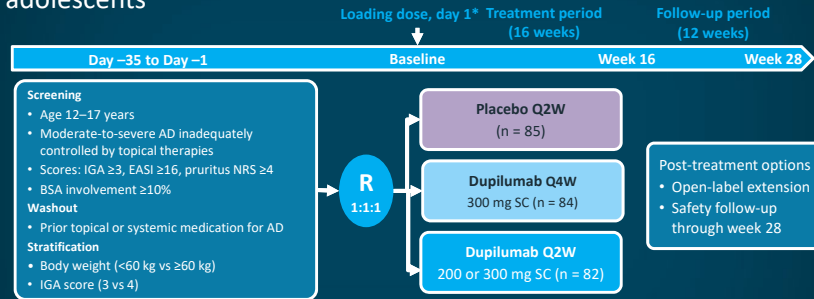 adolescents
Loading dose, day 1*
Treatment period
(16 weeks)
Follow-up period
(12 weeks)
Day –35 to Day –1
Baseline
Week 16
Week 28
Screening
• Age 12–17 years
• Moderate-to-severe AD inadequately
controlled by topical therapies
• Scores: IGA ≥3, EASI ≥16, pruritus NRS ≥4
• BSA involvement ≥10%
Washout
• Prior topical or systemic medication for AD
Stratification
• Body weight (<60 kg vs ≥60 kg)
• IGA score (3 vs 4)
R
1:1:1
Placebo Q2W
(n = 85)
Dupilumab Q4W
300 mg SC (n = 84)
Dupilumab Q2W
200 or 300 mg SC (n = 82)
Post-treatment options
• Open-label extension
• Safety follow-up
through week 28